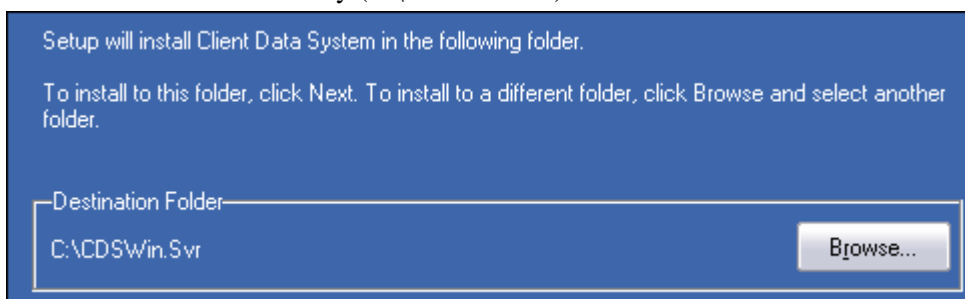 Setup will install Client Data System in the following folder.
To install to this folder, click Next. To install to a different folder, click Browse and select another
folder.
Destination Folder
C:\CDSWin.Svr
Browse...